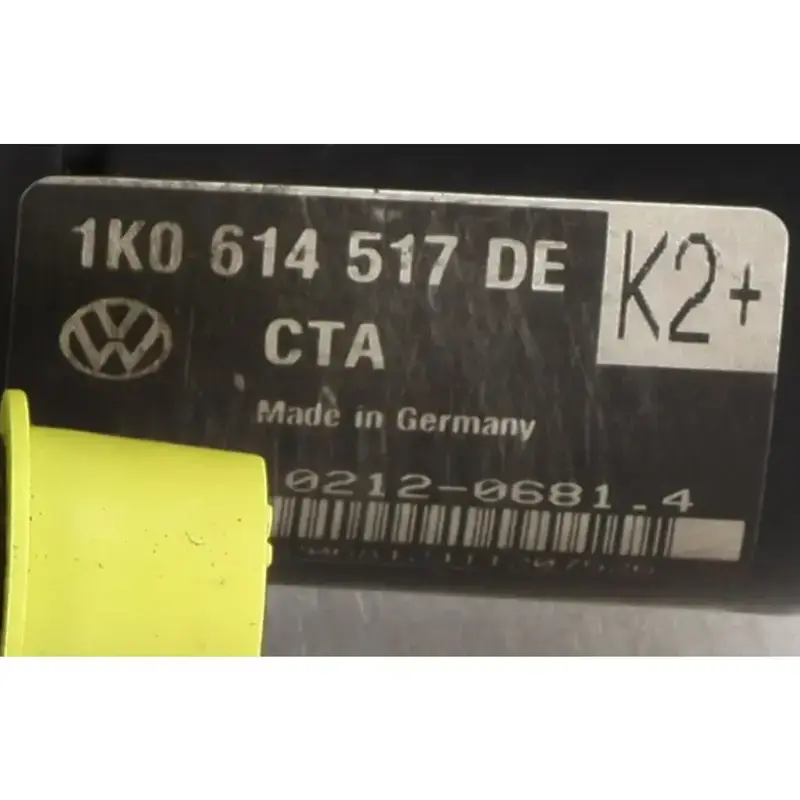 1K0 614 517 DE
K2+
CTA
Made in Germany
0212-0681.4